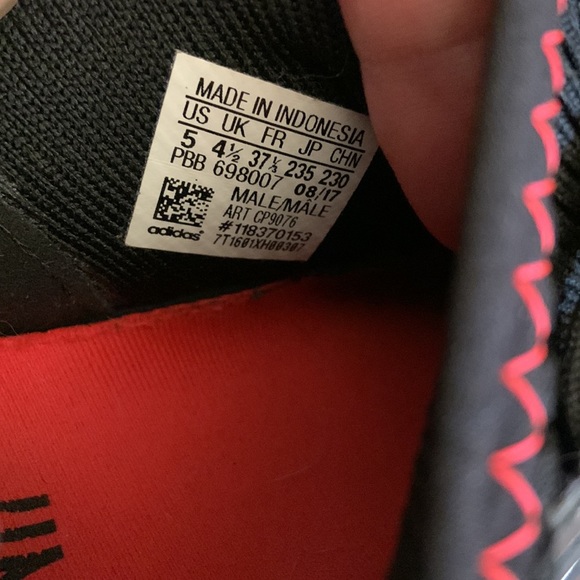 MADE IN INDONESIA
US UK FR JP CHN
5 4½ 37⅓ 235 230
PBB 698007 08/17
MALE/MALE
ART CP9076
#118370153
adidas 7T1601XH00307